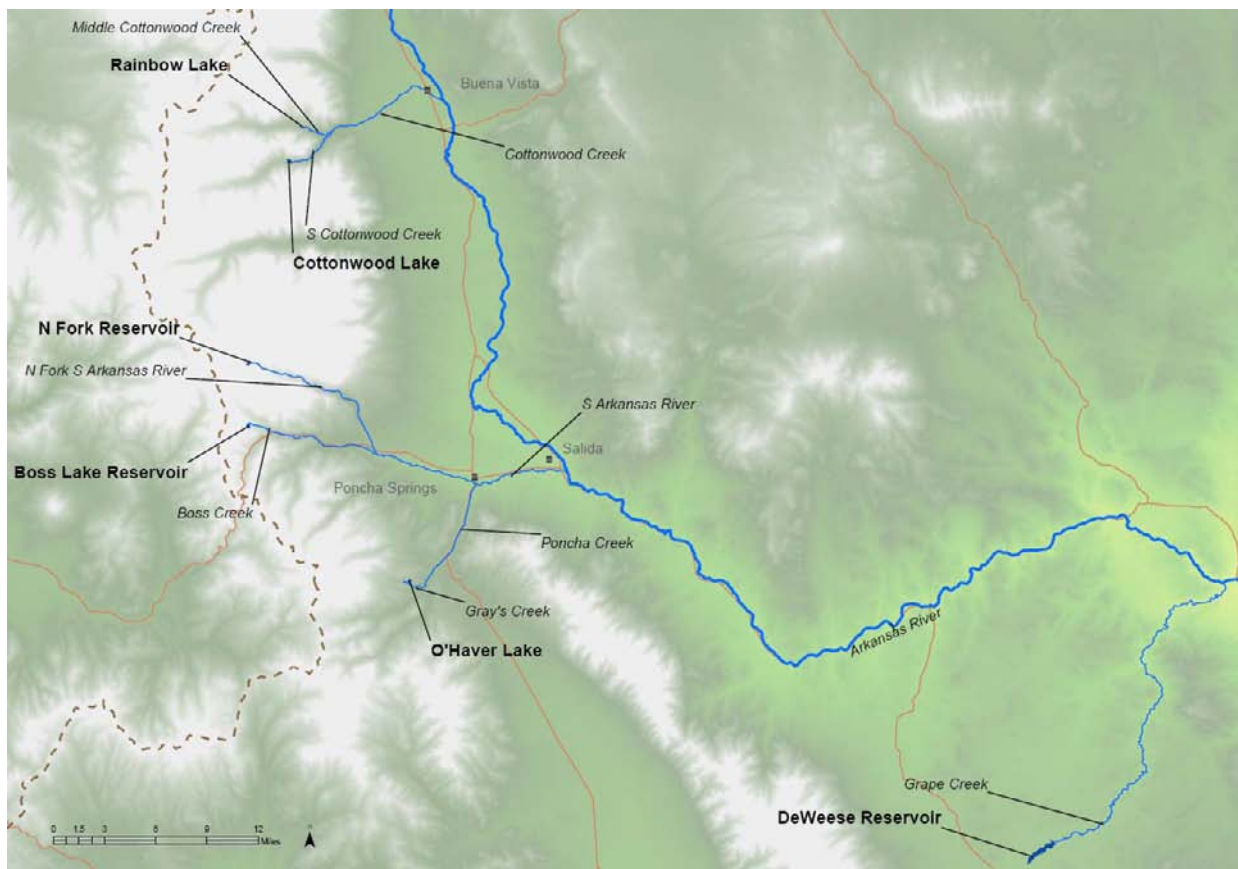 Middle Cottonwood Creek
Rainbow Lake
Buena Vista
Cottonwood Creek
S Cottonwood Creek
Cottonwood Lake
N Fork Reservoir
N Fork S Arkansas River
S Arkansas River
Salida
Boss Lake Reservoir
Poncha Springs
Boss Creek
Poncha Creek
Gray's Creek
O'Haver Lake
Arkansas River
Grape Creek
DeWeese Reservoir
0 1.5 3 6 9 12
Miles